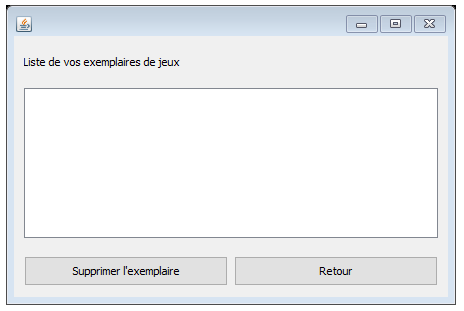 Liste de vos exemplaires de jeux
Supprimer l'exemplaire
Retour